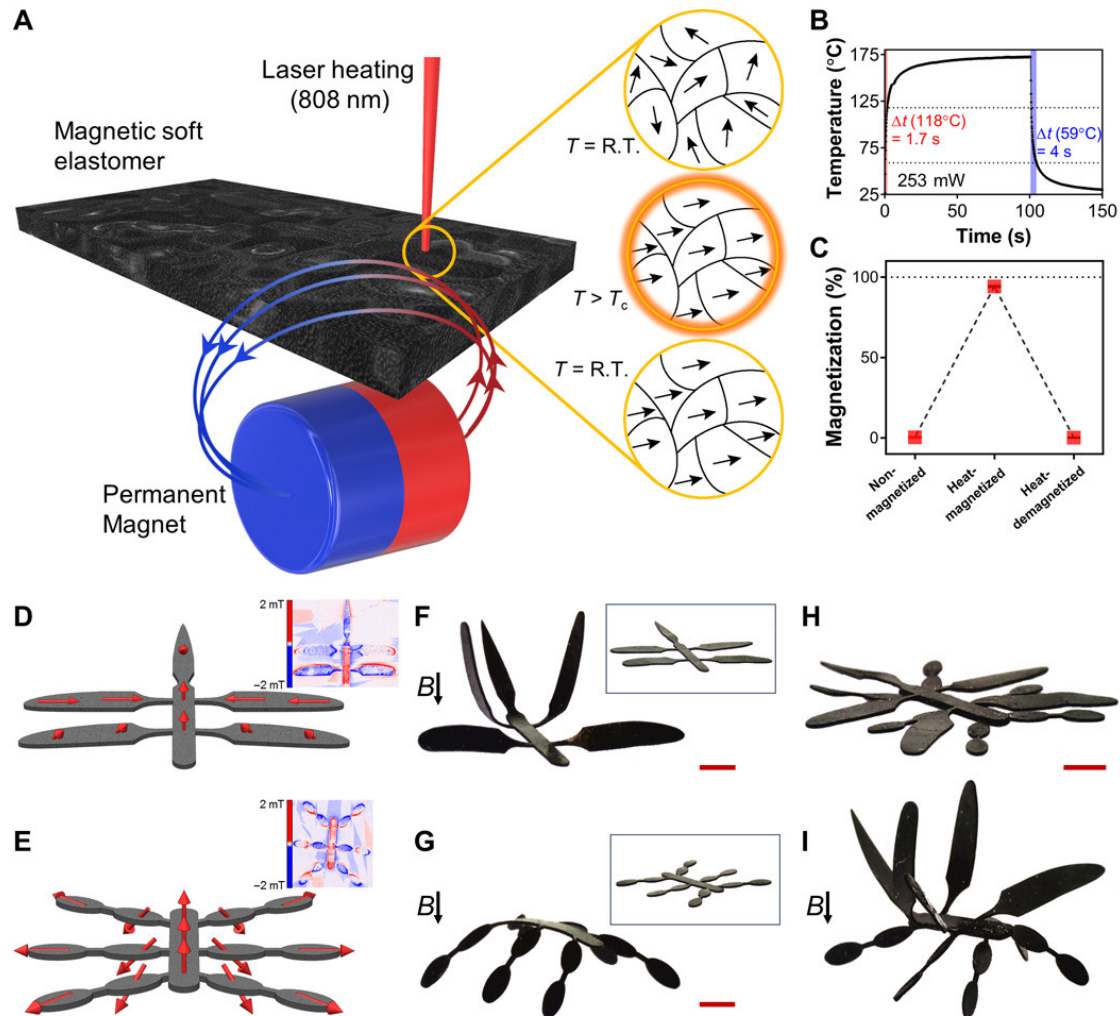 A
Laser heating
(808 nm)
Magnetic soft
elastomer
T = R.T.
T > Tc
T = R.T.
Permanent
Magnet
B
Temperature (°C)
175
125
75
25
Δt (118°C)
= 1.7 s
Δt (59°C)
= 4 s
253 mW
0 50 100 150
Time (s)
C
Magnetization (%)
100
50
0
Non-
magnetized
Heat-
magnetized
Heat-
demagnetized
D
2 mT
−2 mT
E
2 mT
−2 mT
F
B
G
B
H
I
B